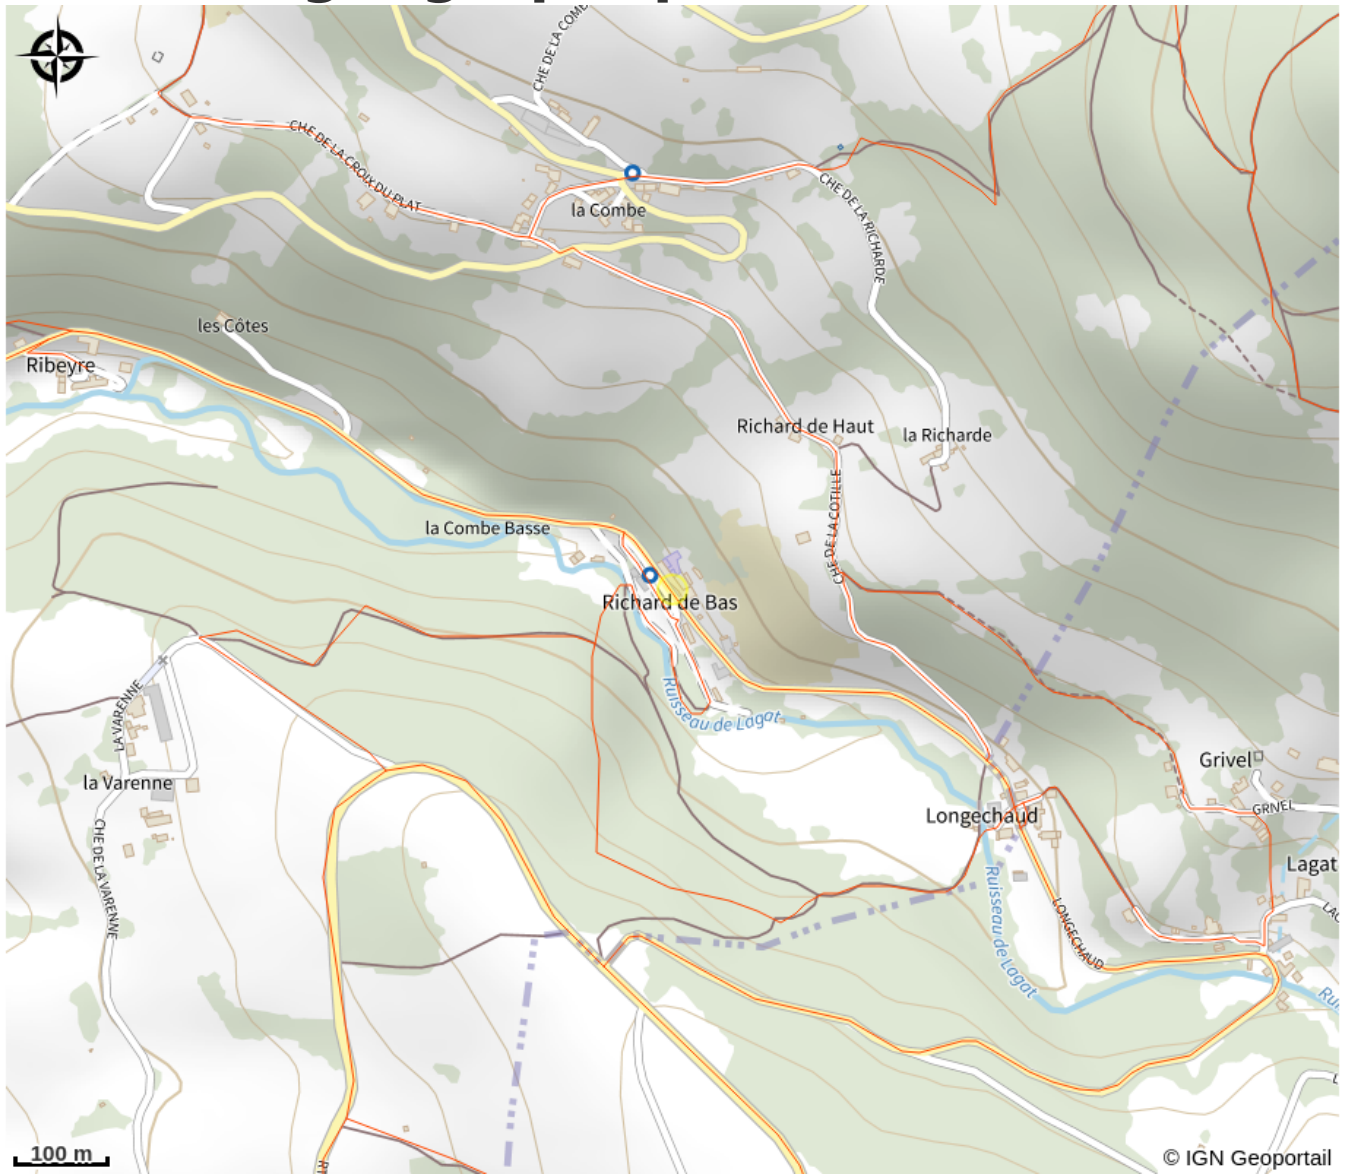 CHE DE LA COMB
CHE DE LA CROIX DU PLAT
CHE DE LA RICHARDE
la Combe
les Côtes
Ribeyre
Richard de Haut
la Richarde
CHE DE LA COTILLE
la Combe Basse
Richard de Bas
LA VARENNE
Ruisseau de Lagat
Grivel
la Varenne
GRIVEL
Longechaud
CHE DE LA VARENNE
Lagat
Ruisseau de Lagat
LONGECHAUD
100 m
© IGN Geoportail